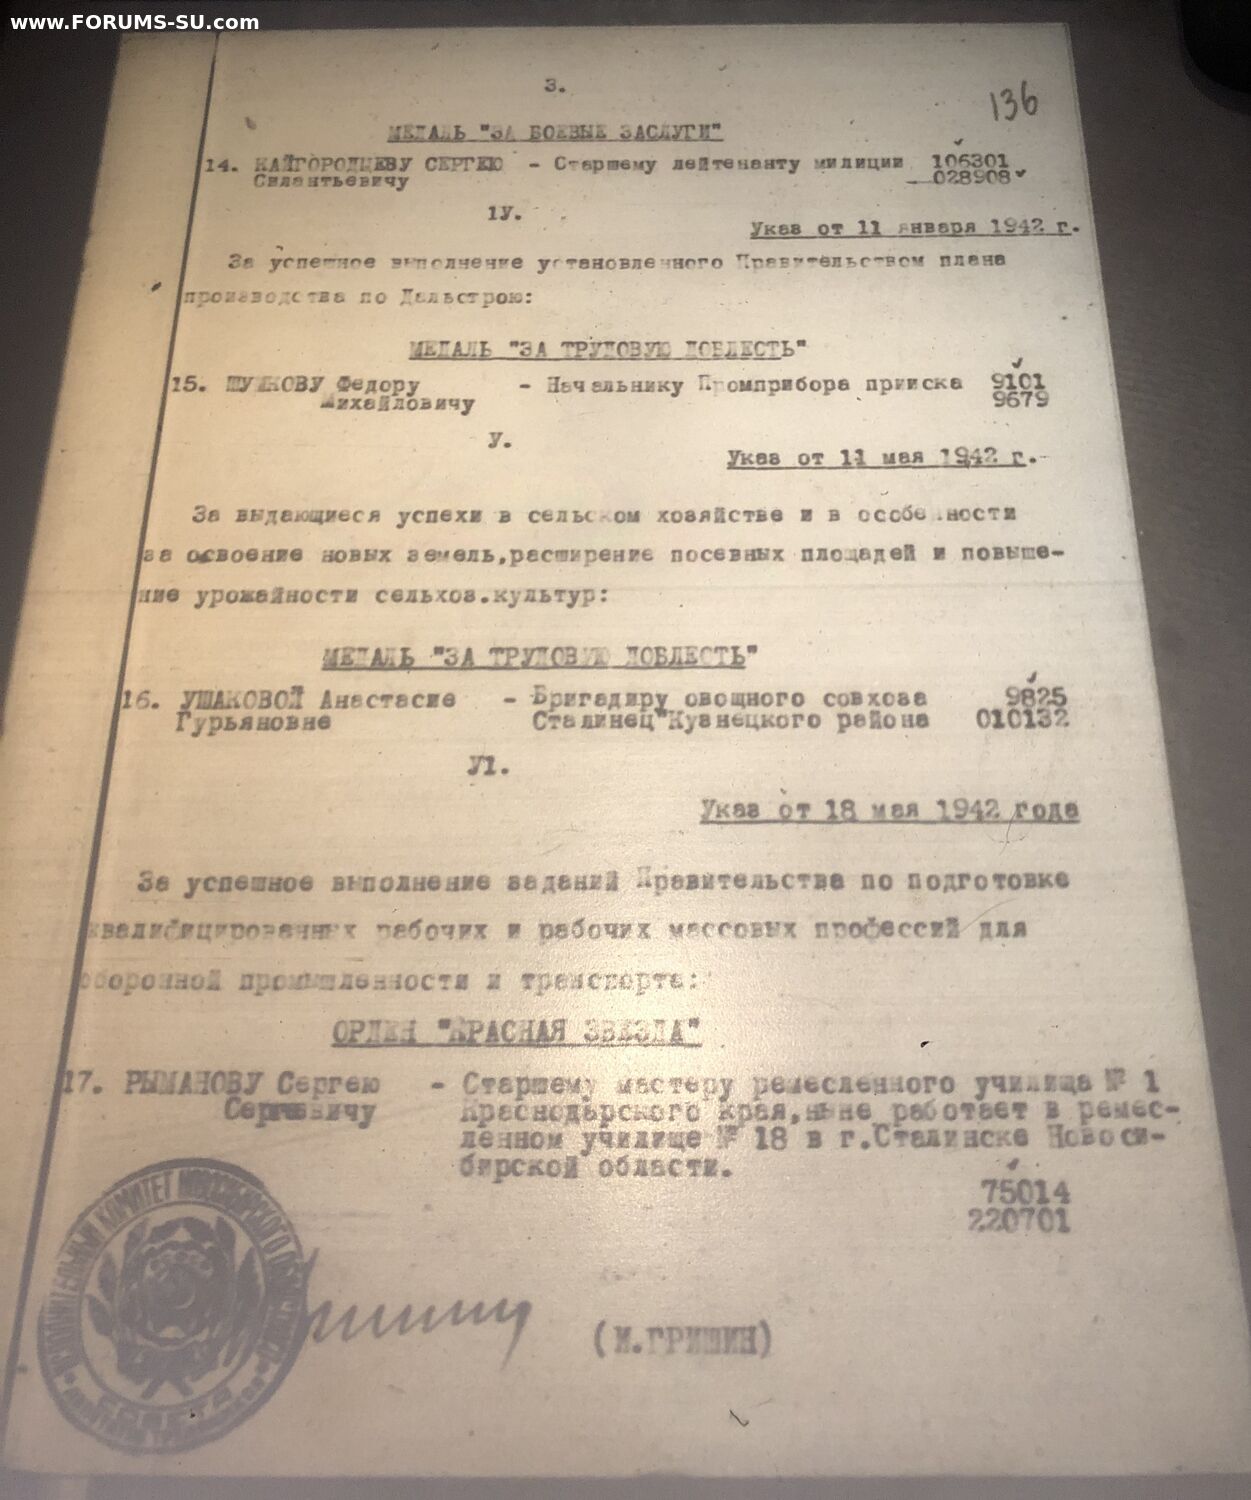 www.FORUMS-SU.com
3.
136
МЕДАЛЬ "ЗА БОЕВЫЕ ЗАСЛУГИ"
14. КАЙГОРОДЦЕВУ СЕРГЕЮ - Старшему лейтенанту милиции 106301
Силантьевичу 028908
1У.
Указ от 11 января 1942 г.
За успешное выполнение установленного Правительством плана
производства по Дальстрою:
МЕДАЛЬ "ЗА ТРУДОВУЮ ДОБЛЕСТЬ"
15. Федору - Начальнику Промприбора прииска 9101
Михайловичу 9679
У.
Указ от 11 мая 1942 г.
За выдающиеся успехи в сельском хозяйстве и в особенности
за освоение новых земель,расширение посевных площадей и повыше-
ние урожайности сельхоз.культур:
МЕДАЛЬ "ЗА ТРУДОВУЮ ДОБЛЕСТЬ"
16. УШАКОВОЙ Анастасие - Бригадиру овощного совхоза 9825
Гурьяновне Сталинец"Кузнецкого района 010132
У1.
Указ от 18 мая 1942 года
За успешное выполнение заданий Правительства по подготовке
квалифицированных рабочих и рабочих массовых профессий для
оборонной промышленности и транспорта:
ОРДЕН "КРАСНАЯ ЗВЕЗДА"
17. РЫМАНОВУ Сергею - Старшему мастеру ремесленного училища № 1
Сергеевичу Краснодарского края,ныне работает в ремес-
ленном училище № 18 в г.Сталинске Новоси-
бирской области.
75014
220701
ИСПОЛНИТЕЛЬНЫЙ КОМИТЕТ НОВОСИБИРСКОГО
(И.ГРИШИН)